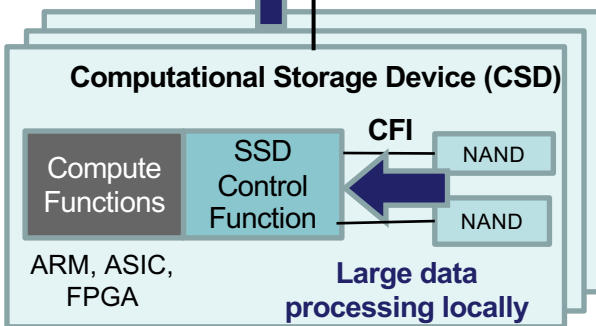 Computational Storage Device (CSD)
CFI
Compute
Functions
SSD
Control
Function
NAND
NAND
ARM, ASIC,
FPGA
Large data
processing locally